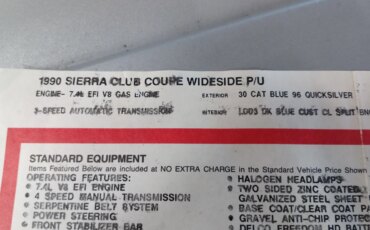 1990 SIERRA CLUB COUPE WIDESIDE P/U
ENGINE- 7.4L EFI V8 GAS ENGINE
EXTERIOR 30 CAT BLUE 96 QUICKSILVER
3-SPEED AUTOMATIC TRANSMISSION
INTERIOR DK BLUE CUST CL SPLIT
STANDARD EQUIPMENT
Items Featured Below are included at NO EXTRA CHARGE in the Standard Vehicle Price Shown
OPERATING FEATURES:
• 7.4L V8 EFI ENGINE
• 4 SPEED MANUAL TRANSMISSION
• SERPENTINE BELT SYSTEM
• POWER STEERING
• FRONT STABILIZER BAR
• HALOGEN HEADLAMPS
• TWO SIDED ZINC COATED
GALVANIZED STEEL SHEET
• BASE COAT/CLEAR COAT
• GRAVEL ANTI-CHIP
• DELCO FREEDOM HD